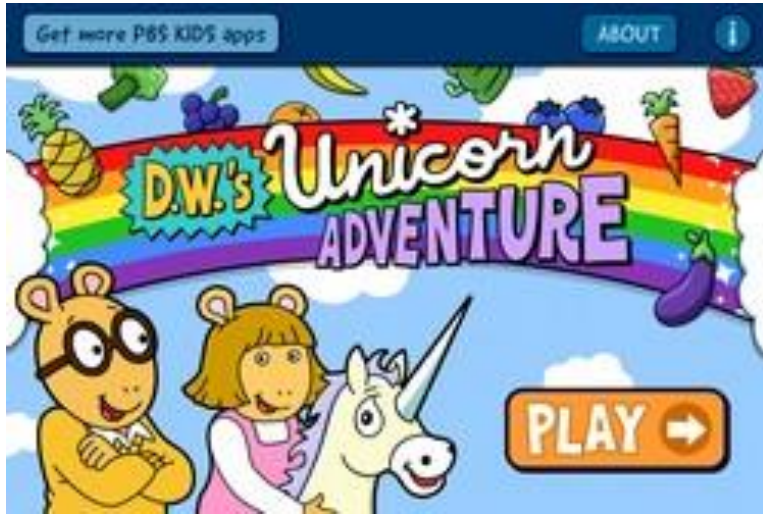 Get more PBS KIDS apps
ABOUT
i
D.W.'s
Unicorn
ADVENTURE
PLAY